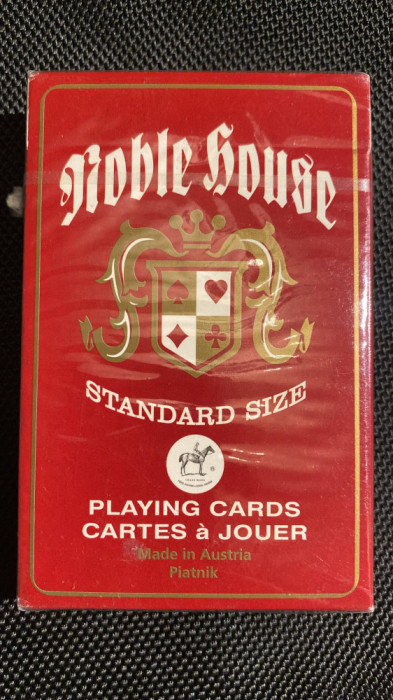 Noble House
STANDARD SIZE
®
PLAYING CARDS
CARTES à JOUER
Made in Austria
Piatnik